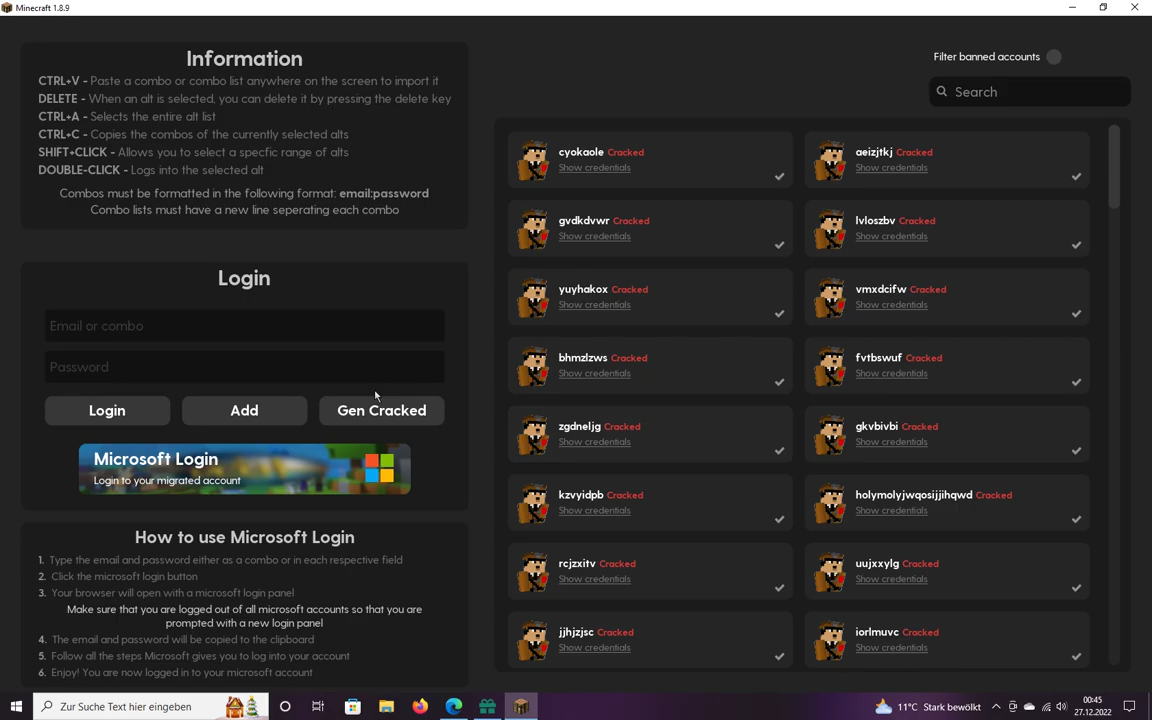 Minecraft 1.8.9
Information
CTRL+V - Paste a combo or combo list anywhere on the screen to import it
DELETE - When an alt is selected, you can delete it by pressing the delete key
CTRL+A - Selects the entire alt list
CTRL+C - Copies the combos of the currently selected alts
SHIFT+CLICK - Allows you to select a specfic range of alts
DOUBLE-CLICK - Logs into the selected alt
Combos must be formatted in the following format: email:password
Combo lists must have a new line seperating each combo
Login
Email or combo
Password
Login
Add
Gen Cracked
Microsoft Login
Login to your migrated account
How to use Microsoft Login
1. Type the email and password either as a combo or in each respective field
2. Click the microsoft login button
3. Your browser will open with a microsoft login panel
Make sure that you are logged out of all microsoft accounts so that you are
prompted with a new login panel
4. The email and password will be copied to the clipboard
5. Follow all the steps Microsoft gives you to log into your account
6. Enjoy! You are now logged in to your microsoft account
Filter banned accounts
Search
cyokaole Cracked
Show credentials
aeizjtkj Cracked
Show credentials
gvdkdvwr Cracked
Show credentials
lvloszbv Cracked
Show credentials
yuyhakox Cracked
Show credentials
vmxdcifw Cracked
Show credentials
bhmzlzws Cracked
Show credentials
fvtbswuf Cracked
Show credentials
zgdneljg Cracked
Show credentials
gkvbivbi Cracked
Show credentials
kzvyidpb Cracked
Show credentials
holymolyjwqosijjihqwd Cracked
Show credentials
rcjzxitv Cracked
Show credentials
uujxxylg Cracked
Show credentials
jjhjzjsc Cracked
Show credentials
iorlmuvc Cracked
Show credentials
Zur Suche Text hier eingeben
11°C Stark bewölkt
00:45
27.12.2022